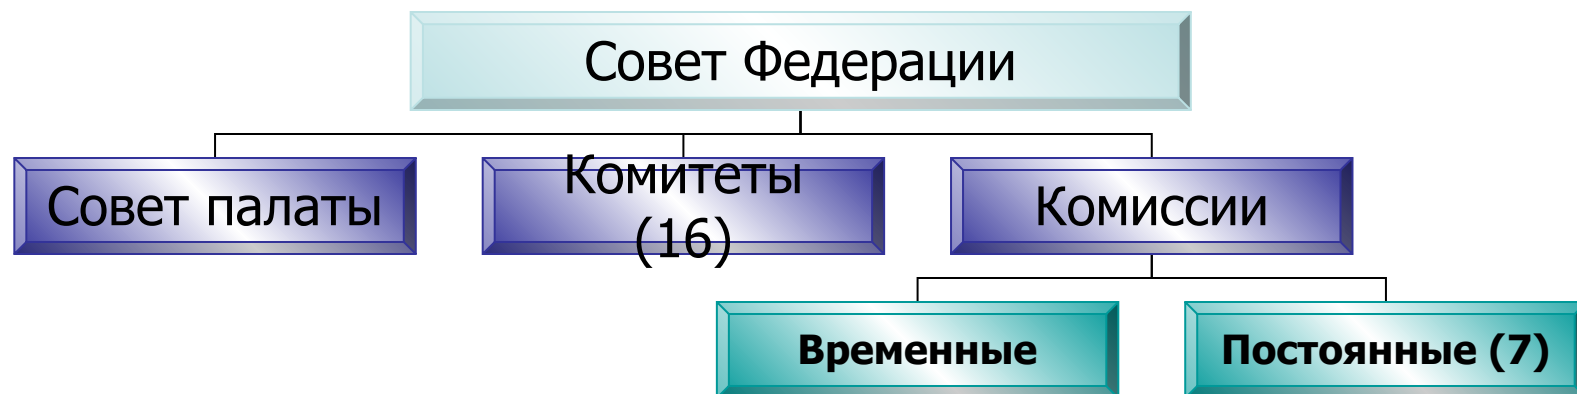 Совет Федерации
Совет палаты
Комитеты
(16)
Комиссии
Временные
Постоянные (7)